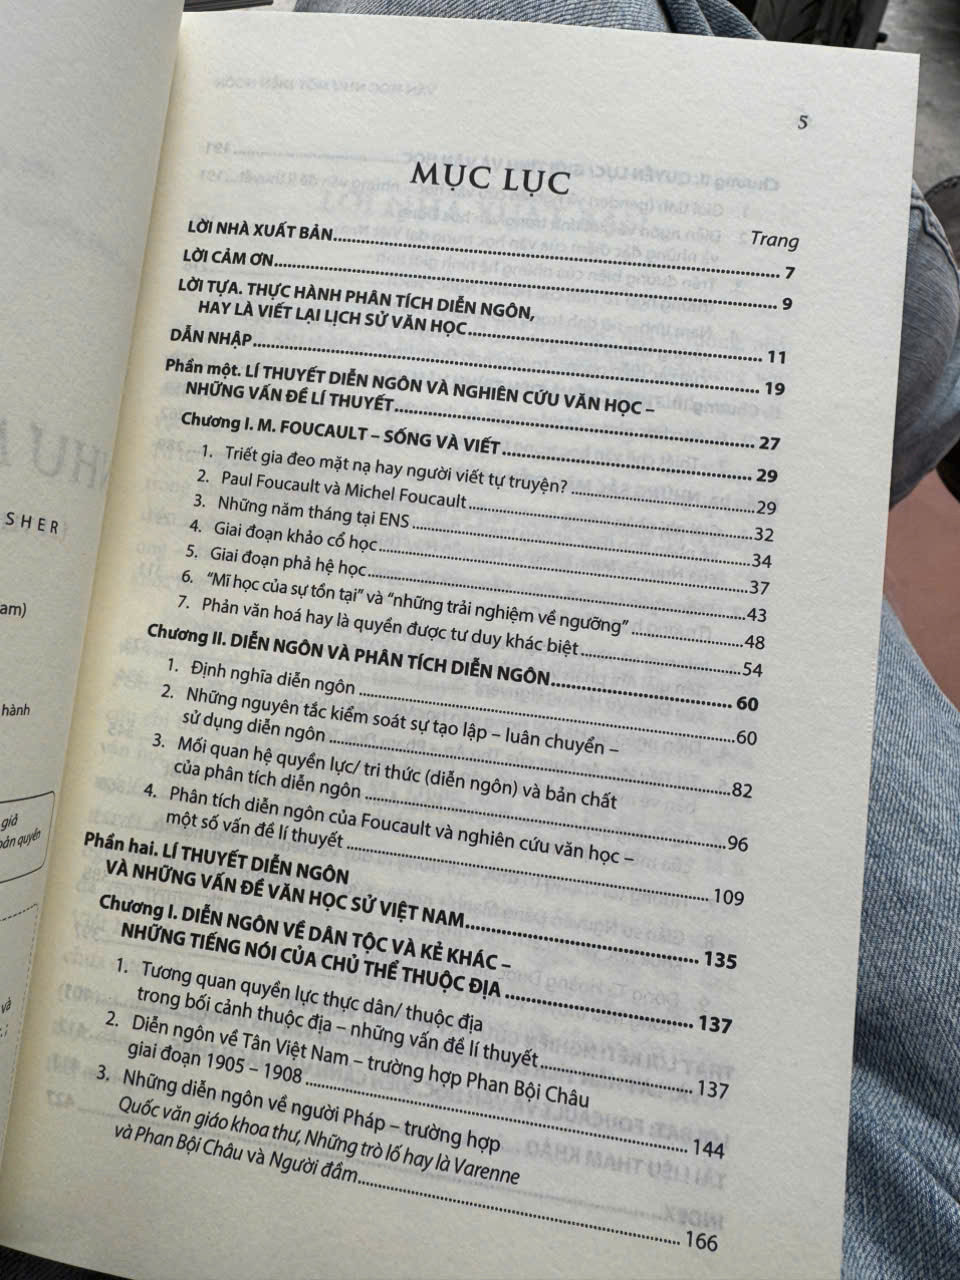 5
MỤC LỤC
Trang
LỜI NHÀ XUẤT BẢN........7
LỜI CẢM ƠN........9
LỜI TỰA. THỰC HÀNH PHÂN TÍCH DIỄN NGÔN,
HAY LÀ VIẾT LẠI LỊCH SỬ VĂN HỌC........11
DẪN NHẬP........19
Phần một. LÍ THUYẾT DIỄN NGÔN VÀ NGHIÊN CỨU VĂN HỌC –
NHỮNG VẤN ĐỀ LÍ THUYẾT........27
Chương I. M. FOUCAULT – SỐNG VÀ VIẾT........29
1. Triết gia đeo mặt nạ hay người viết tự truyện?........29
2. Paul Foucault và Michel Foucault........32
3. Những năm tháng tại ENS........34
4. Giai đoạn khảo cổ học........37
5. Giai đoạn phả hệ học........43
6. "Mĩ học của sự tồn tại" và "những trải nghiệm về ngưỡng"........48
7. Phản văn hoá hay là quyền được tư duy khác biệt........54
Chương II. DIỄN NGÔN VÀ PHÂN TÍCH DIỄN NGÔN........60
1. Định nghĩa diễn ngôn........60
2. Những nguyên tắc kiểm soát sự tạo lập – luân chuyển –
sử dụng diễn ngôn........82
3. Mối quan hệ quyền lực/ tri thức (diễn ngôn) và bản chất
của phân tích diễn ngôn........96
4. Phân tích diễn ngôn của Foucault và nghiên cứu văn học –
một số vấn đề lí thuyết........109
Phần hai. LÍ THUYẾT DIỄN NGÔN
VÀ NHỮNG VẤN ĐỀ VĂN HỌC SỬ VIỆT NAM........135
Chương I. DIỄN NGÔN VỀ DÂN TỘC VÀ KẺ KHÁC –
NHỮNG TIẾNG NÓI CỦA CHỦ THỂ THUỘC ĐỊA........137
1. Tương quan quyền lực thực dân/ thuộc địa
trong bối cảnh thuộc địa – những vấn đề lí thuyết........137
2. Diễn ngôn về Tân Việt Nam – trường hợp Phan Bội Châu
giai đoạn 1905 – 1908........144
3. Những diễn ngôn về người Pháp – trường hợp
Quốc văn giáo khoa thư, Những trò lố hay là Varenne
và Phan Bội Châu và Người đầm........166
SHER
am)
hành
giả
bản quyền
và